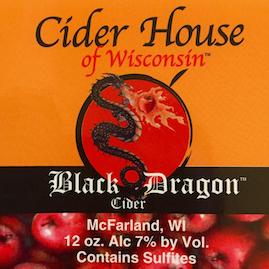 Cider House
of Wisconsin™
Black Dragon™
Cider
McFarland, WI
12 oz. Alc 7% by Vol.
Contains Sulfites